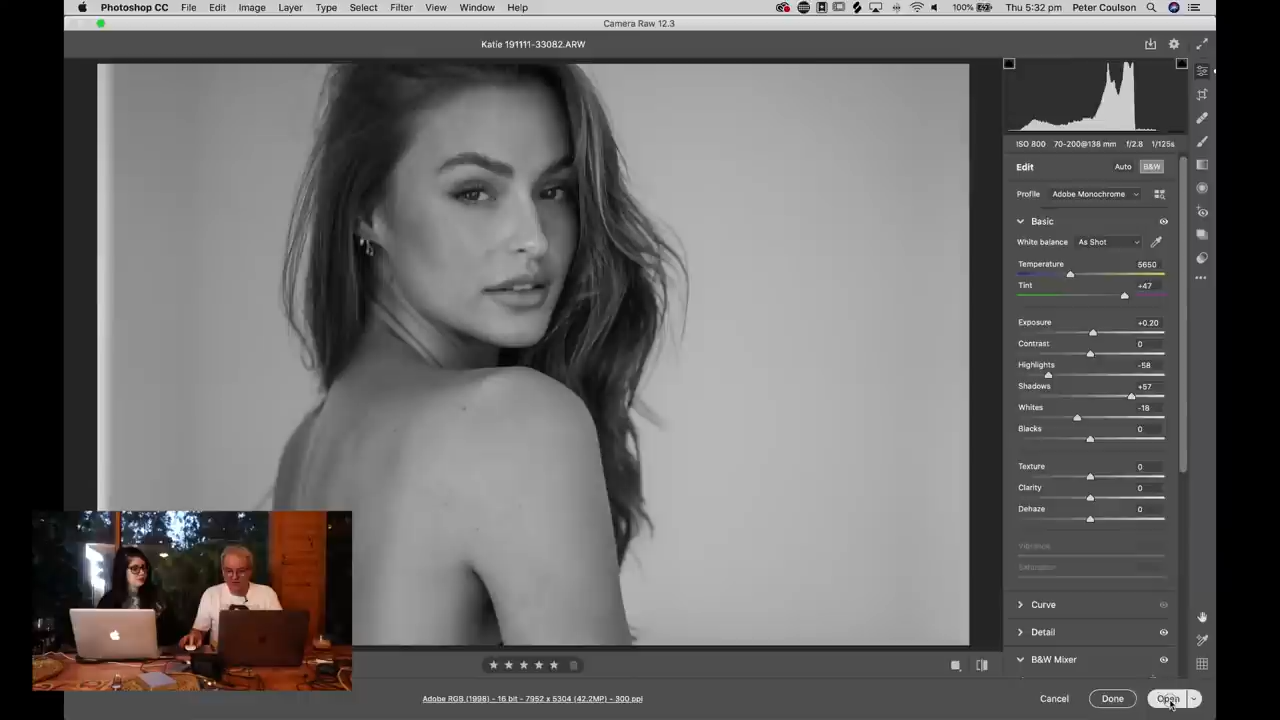 Photoshop CC File Edit Image Layer Type Select Filter View Window Help 100% Thu 5:32 pm Peter Coulson
Camera Raw 12.3
Katie 191111-33082.ARW
ISO 800 70-200@136 mm f/2.8 1/125s
Edit Auto B&W
Profile Adobe Monochrome
Basic
White balance As Shot
Temperature 5650
Tint +47
Exposure +0.20
Contrast 0
Highlights -58
Shadows +57
Whites -18
Blacks 0
Texture 0
Clarity 0
Dehaze 0
Vibrance
Saturation
Curve
Detail
B&W Mixer
Adobe RGB (1998) - 16 bit - 7952 x 5304 (42.2MP) - 300 ppi Cancel Done Open